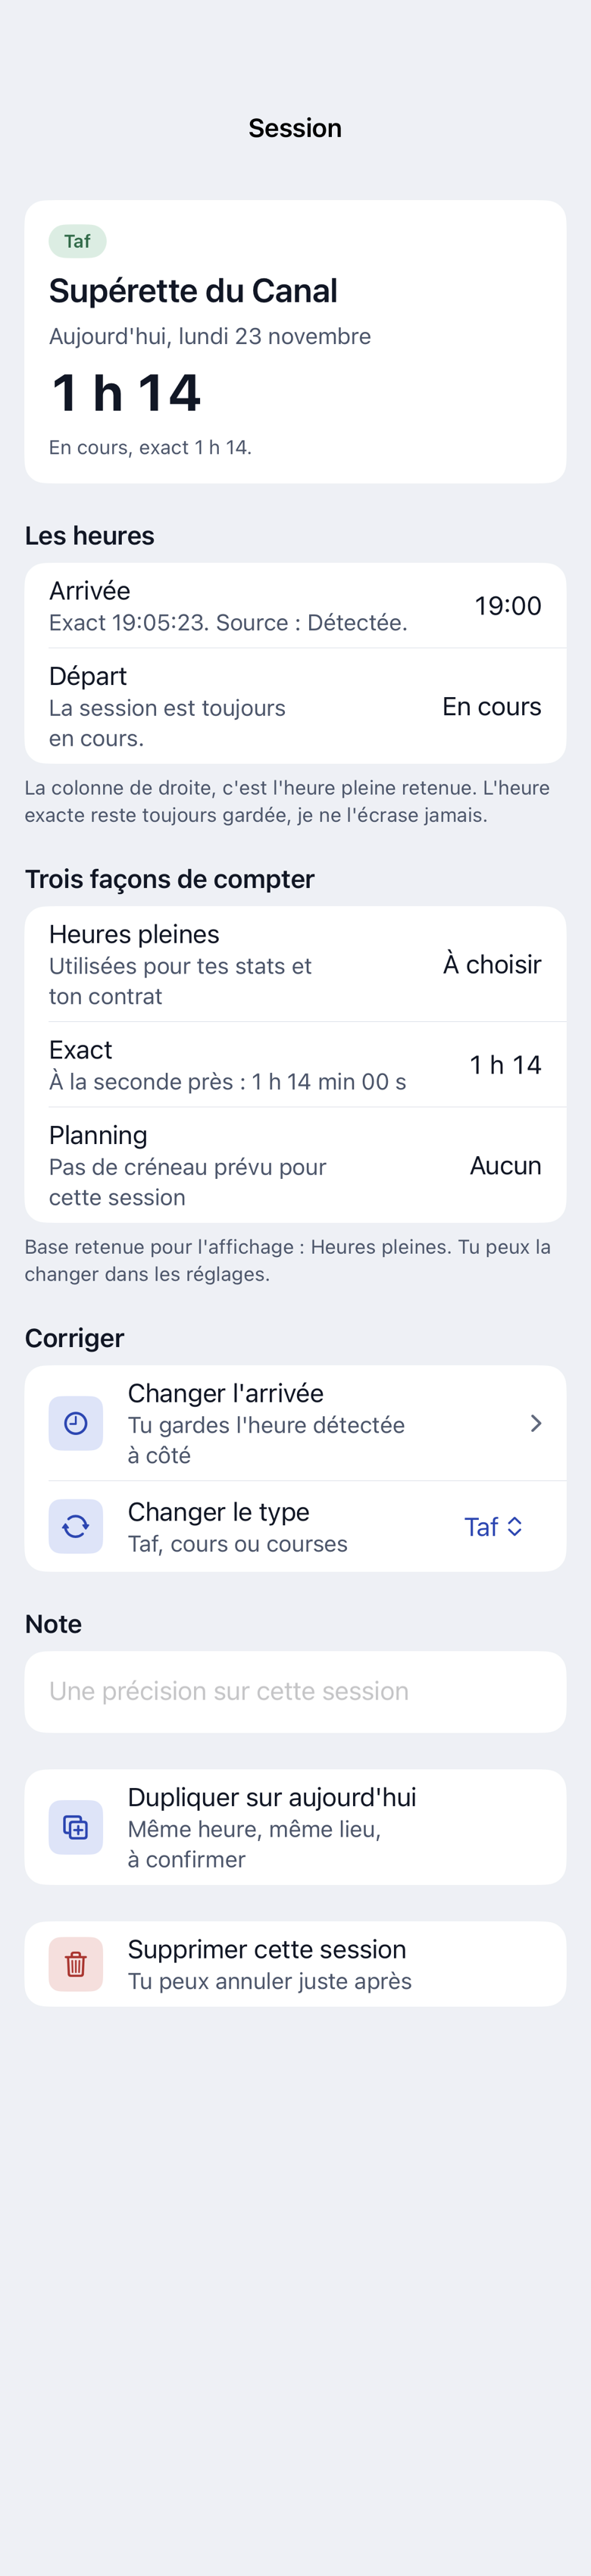 Session
Taf
Supérette du Canal
Aujourd'hui, lundi 23 novembre
1 h 14
En cours, exact 1 h 14.
Les heures
Arrivée
Exact 19:05:23. Source : Détectée.
19:00
Départ
La session est toujours
en cours.
En cours
La colonne de droite, c'est l'heure pleine retenue. L'heure
exacte reste toujours gardée, je ne l'écrase jamais.
Trois façons de compter
Heures pleines
Utilisées pour tes stats et
ton contrat
À choisir
Exact
À la seconde près : 1 h 14 min 00 s
1 h 14
Planning
Pas de créneau prévu pour
cette session
Aucun
Base retenue pour l'affichage : Heures pleines. Tu peux la
changer dans les réglages.
Corriger
Changer l'arrivée
Tu gardes l'heure détectée
à côté
Changer le type
Taf, cours ou courses
Taf
Note
Une précision sur cette session
Dupliquer sur aujourd'hui
Même heure, même lieu,
à confirmer
Supprimer cette session
Tu peux annuler juste après